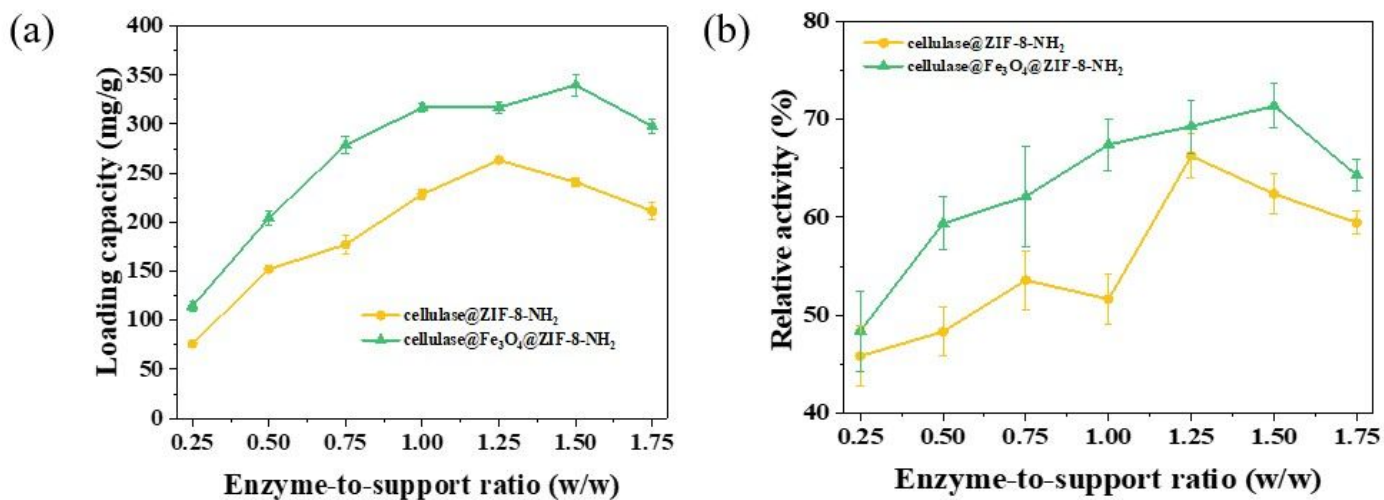 (a)
400
350
300
250
200
150
100
50
0
Loading capacity (mg/g)
cellulase@ZIF-8-NH₂
cellulase@Fe₃O₄@ZIF-8-NH₂
0.25 0.50 0.75 1.00 1.25 1.50 1.75
Enzyme-to-support ratio (w/w)
(b)
80
70
60
50
40
Relative activity (%)
cellulase@ZIF-8-NH₂
cellulase@Fe₃O₄@ZIF-8-NH₂
0.25 0.50 0.75 1.00 1.25 1.50 1.75
Enzyme-to-support ratio (w/w)